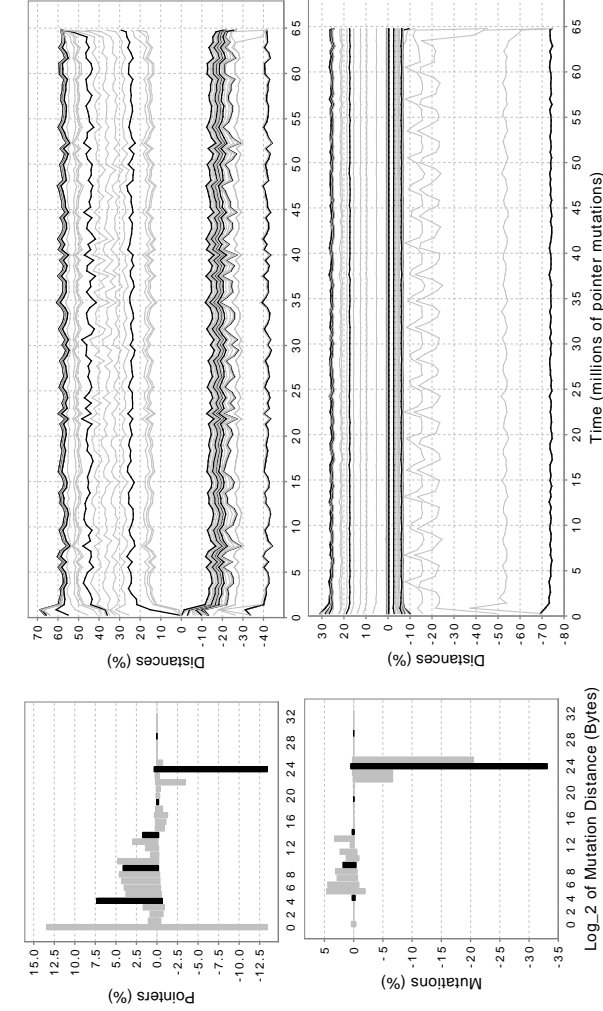 65 60 55 50 45 40 35 30 25 20 15 10 5 0
70 60 50 40 30 20 10 0 -10 -20 -30 -40
Distances (%)
65 60 55 50 45 40 35 30 25 20 15 10 5 0
30 20 10 0 -10 -20 -30 -40 -50 -60 -70 -80
Distances (%)
Time (millions of pointer mutations)
32 28 24 20 16 12 8 6 4 2 0
15.0 12.5 10.0 7.5 5.0 2.5 0.0 -2.5 -5.0 -7.5 -10.0 -12.5
Pointers (%)
32 28 24 20 16 12 8 6 4 2 0
5 0 -5 -10 -15 -20 -25 -30 -35
Mutations (%)
Log_2 of Mutation Distance (Bytes)